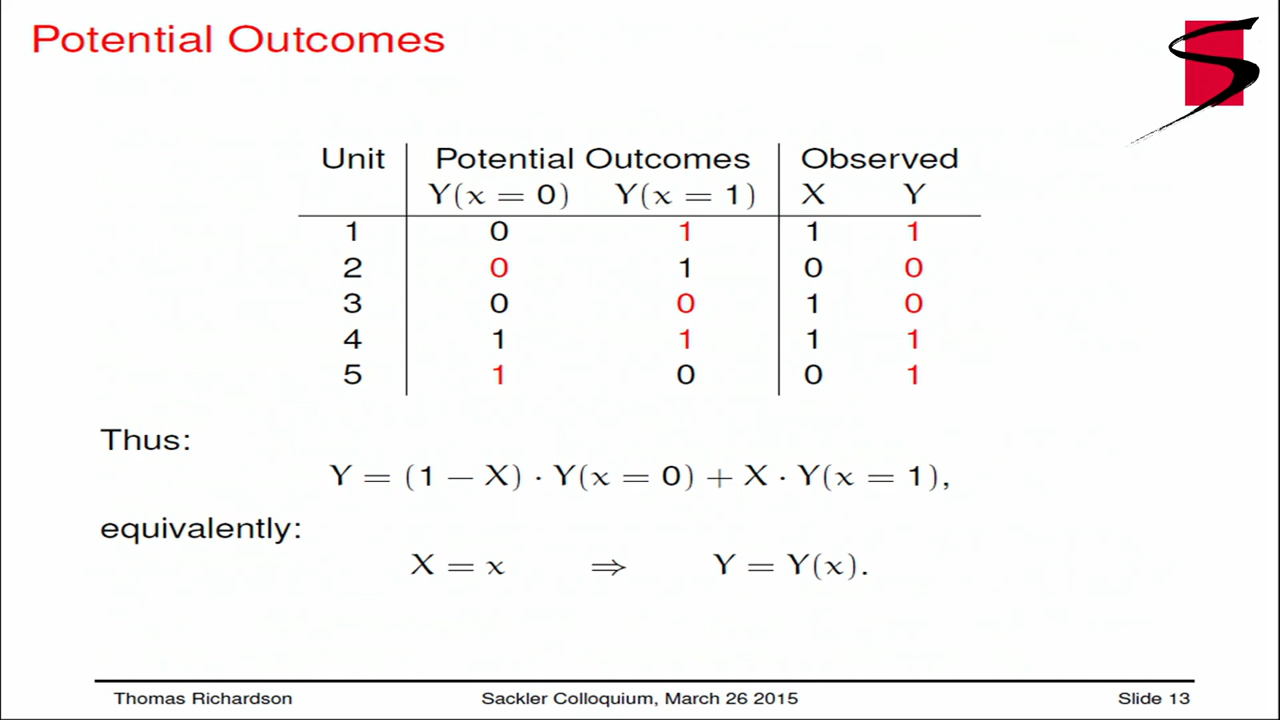 Potential Outcomes
Unit Potential Outcomes Observed
Y(x = 0) Y(x = 1) X Y
1 0 1 1 1
2 0 1 0 0
3 0 0 1 0
4 1 1 1 1
5 1 0 0 1
Thus:
Y = (1 − X) · Y(x = 0) + X · Y(x = 1),
equivalently:
X = x ⇒ Y = Y(x).
Thomas Richardson Sackler Colloquium, March 26 2015 Slide 13